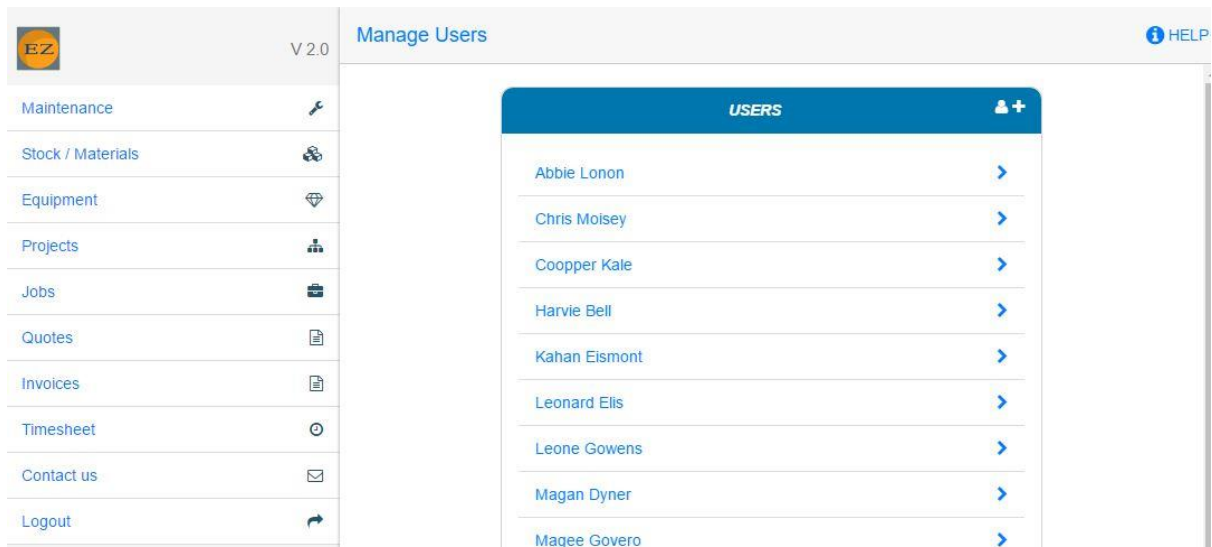 EZ
V 2.0
Manage Users
HELP
Maintenance
Stock / Materials
Equipment
Projects
Jobs
Quotes
Invoices
Timesheet
Contact us
Logout
USERS
Abbie Lonon
Chris Moisey
Coopper Kale
Harvie Bell
Kahan Eismont
Leonard Elis
Leone Gowens
Magan Dyner
Magee Govero